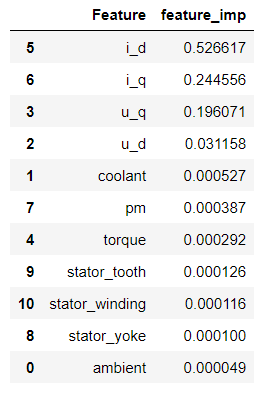 Feature feature_imp
5 i_d 0.526617
6 i_q 0.244556
3 u_q 0.196071
2 u_d 0.031158
1 coolant 0.000527
7 pm 0.000387
4 torque 0.000292
9 stator_tooth 0.000126
10 stator_winding 0.000116
8 stator_yoke 0.000100
0 ambient 0.000049